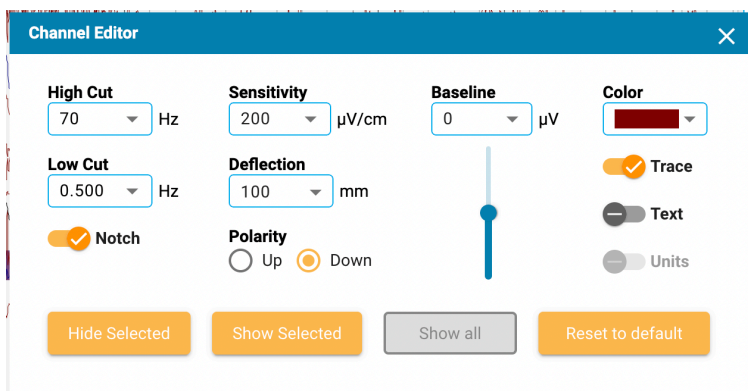 Channel Editor
High Cut
70 Hz
Sensitivity
200 µV/cm
Baseline
0 µV
Color
Low Cut
0.500 Hz
Deflection
100 mm
Trace
Notch
Polarity
Up Down
Text
Units
Hide Selected
Show Selected
Show all
Reset to default